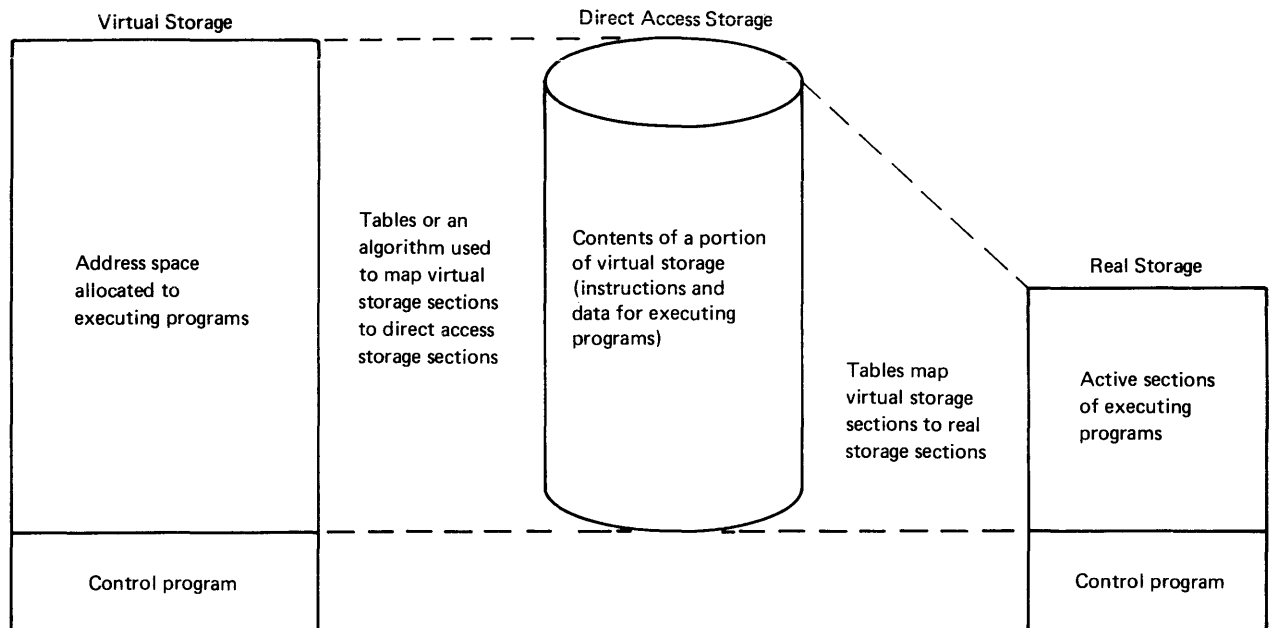 Virtual Storage
Direct Access Storage
Address space
allocated to
executing programs
Tables or an
algorithm used
to map virtual
storage sections
to direct access
storage sections
Contents of a portion
of virtual storage
(instructions and
data for executing
programs)
Real Storage
Tables map
virtual storage
sections to real
storage sections
Active sections
of executing
programs
Control program
Control program